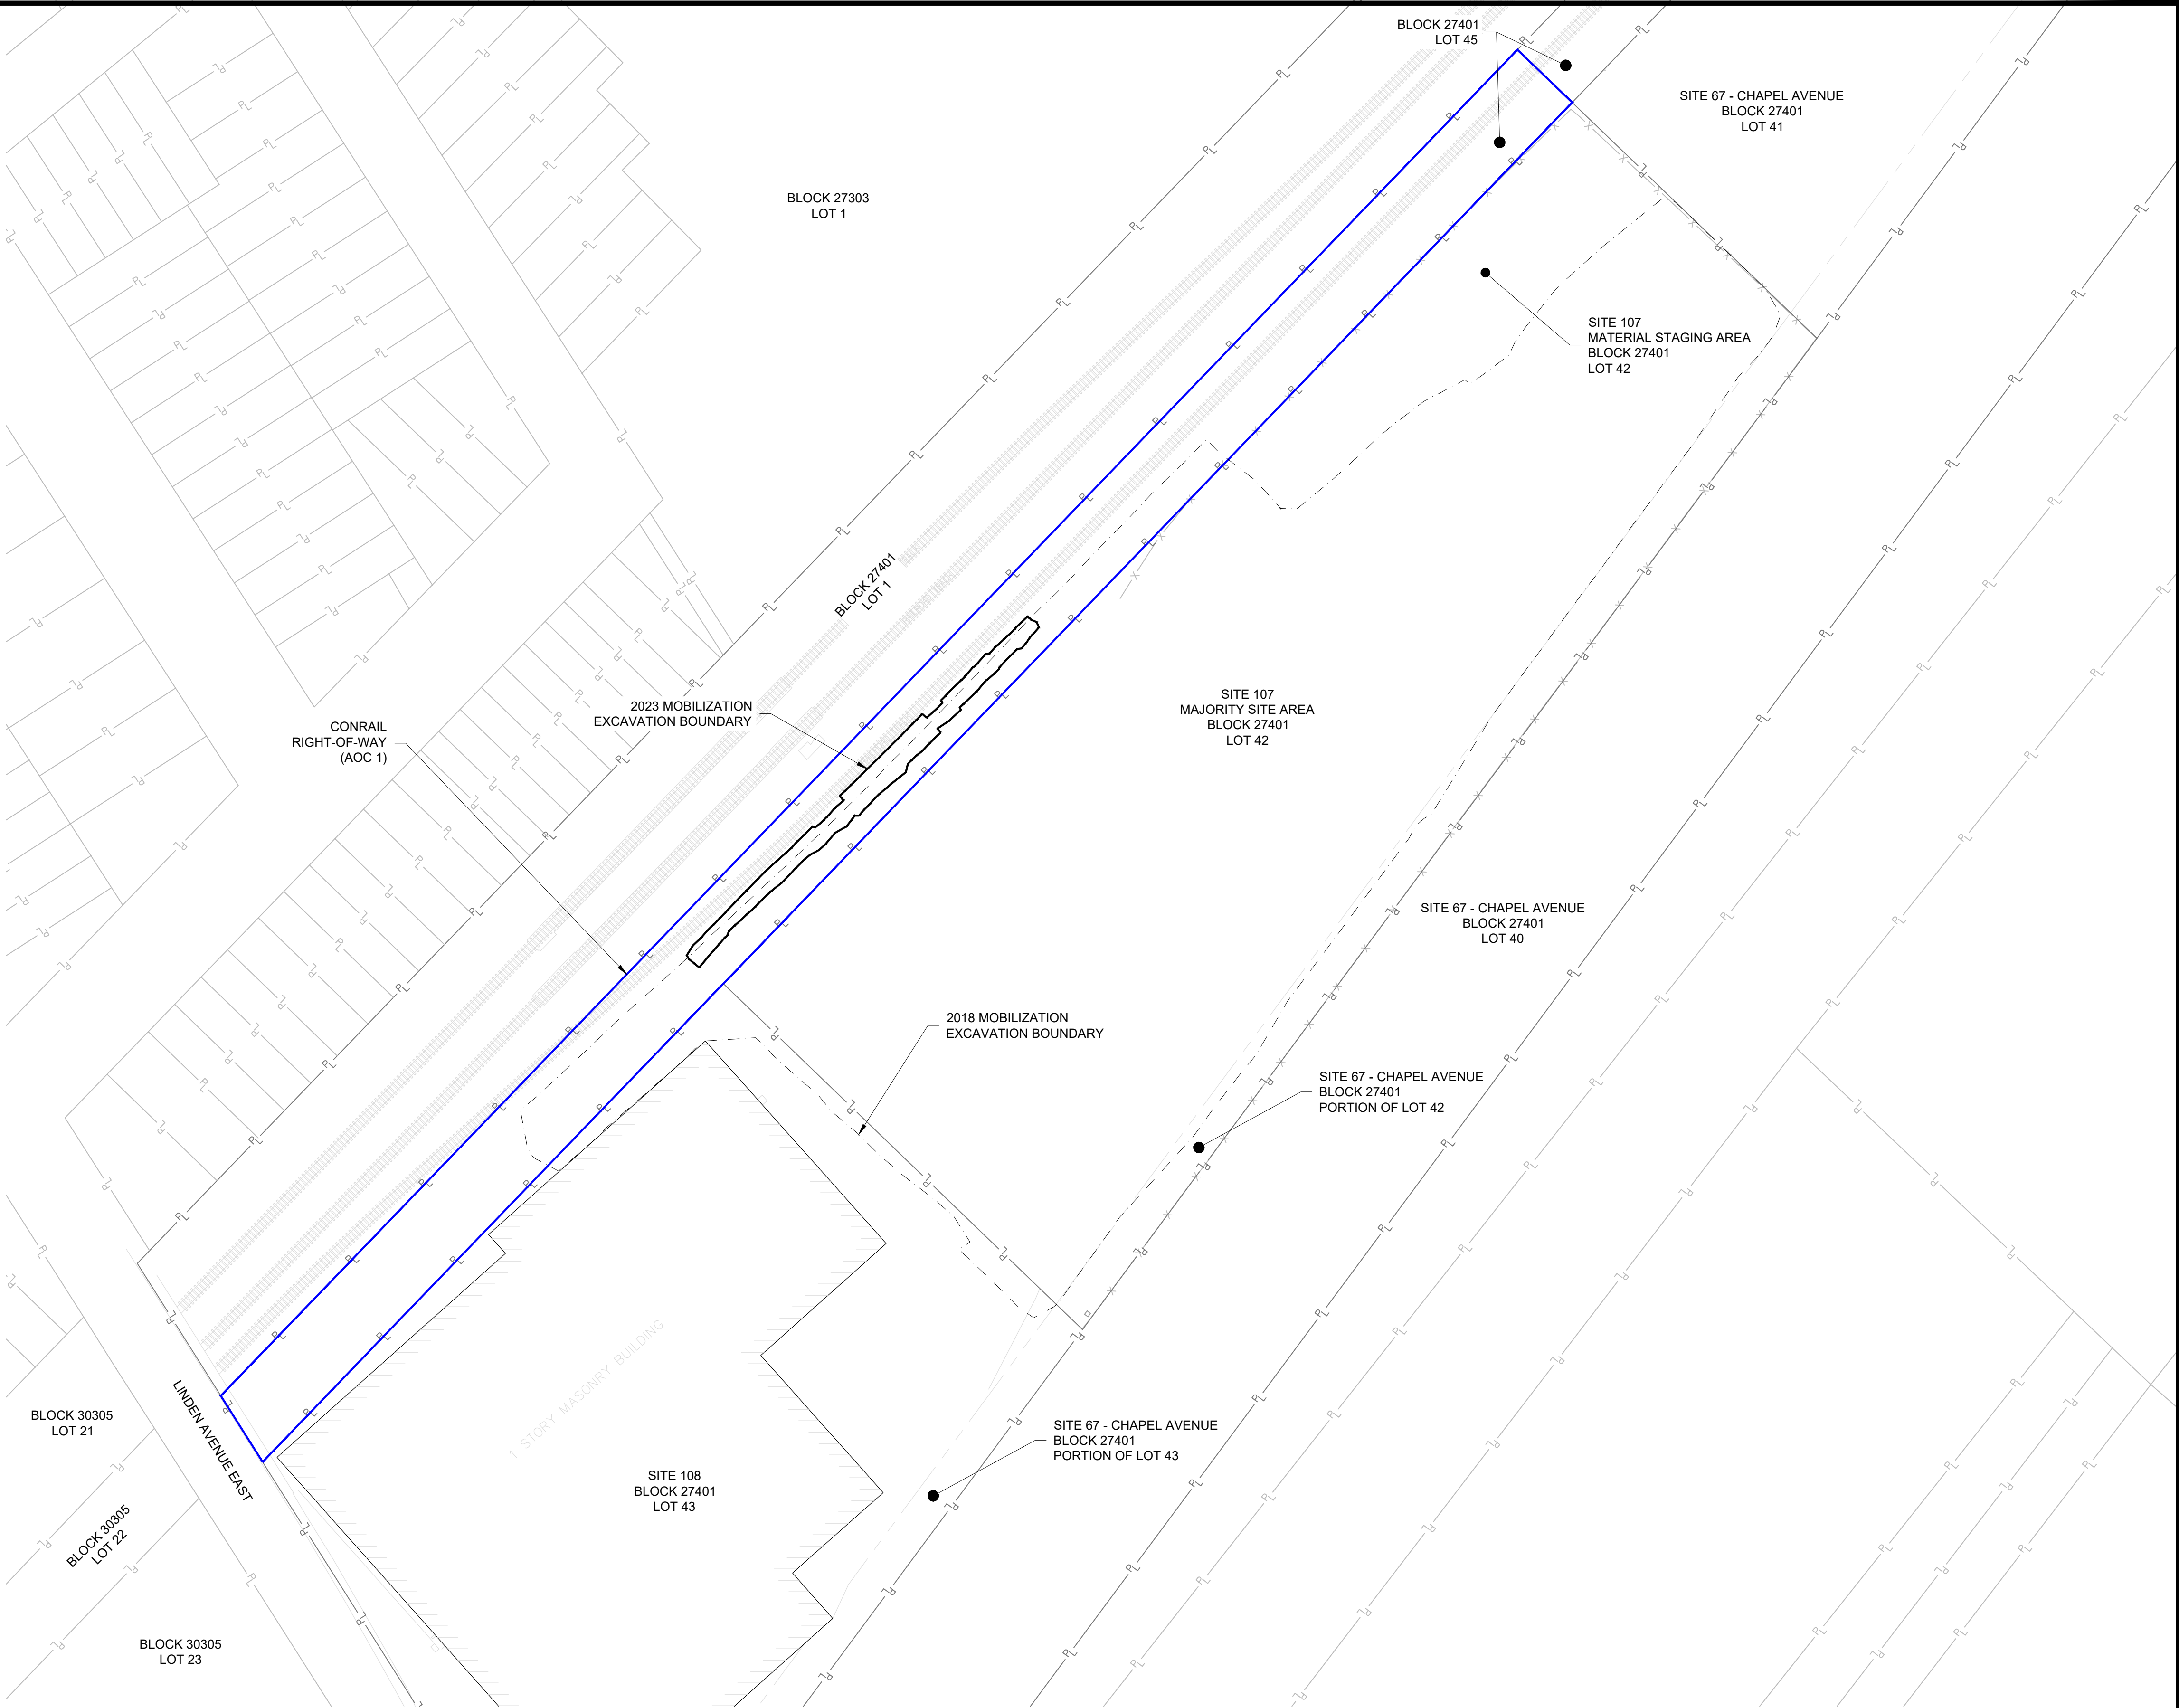 BLOCK 27401
LOT 45
SITE 67 - CHAPEL AVENUE
BLOCK 27401
LOT 41
BLOCK 27303
LOT 1
SITE 107
MATERIAL STAGING AREA
BLOCK 27401
LOT 42
BLOCK 27401
LOT 1
2023 MOBILIZATION
EXCAVATION BOUNDARY
CONRAIL
RIGHT-OF-WAY
(AOC 1)
SITE 107
MAJORITY SITE AREA
BLOCK 27401
LOT 42
SITE 67 - CHAPEL AVENUE
BLOCK 27401
LOT 40
2018 MOBILIZATION
EXCAVATION BOUNDARY
SITE 67 - CHAPEL AVENUE
BLOCK 27401
PORTION OF LOT 42
1 STORY MASONRY BUILDING
LINDEN AVENUE EAST
BLOCK 30305
LOT 21
SITE 67 - CHAPEL AVENUE
BLOCK 27401
PORTION OF LOT 43
SITE 108
BLOCK 27401
LOT 43
BLOCK 30305
LOT 22
BLOCK 30305
LOT 23